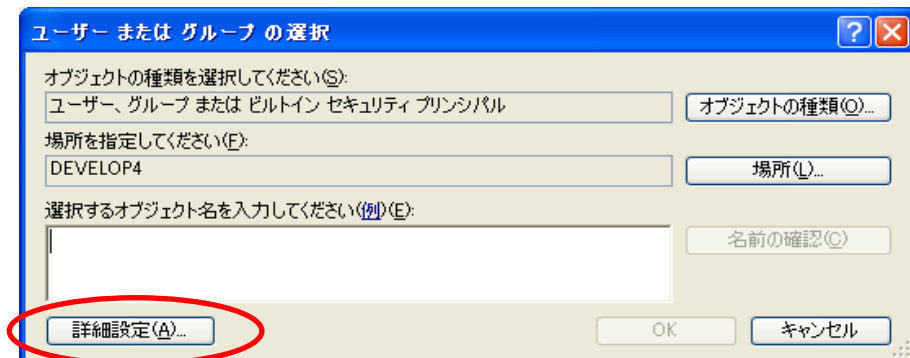 ユーザー または グループ の選択
オブジェクトの種類を選択してください(S):
ユーザー、グループ または ビルトイン セキュリティ プリンシパル
オブジェクトの種類(O)...
場所を指定してください(F):
DEVELOP4
場所(L)...
選択するオブジェクト名を入力してください(例)(E):
名前の確認(C)
詳細設定(A)...
OK
キャンセル